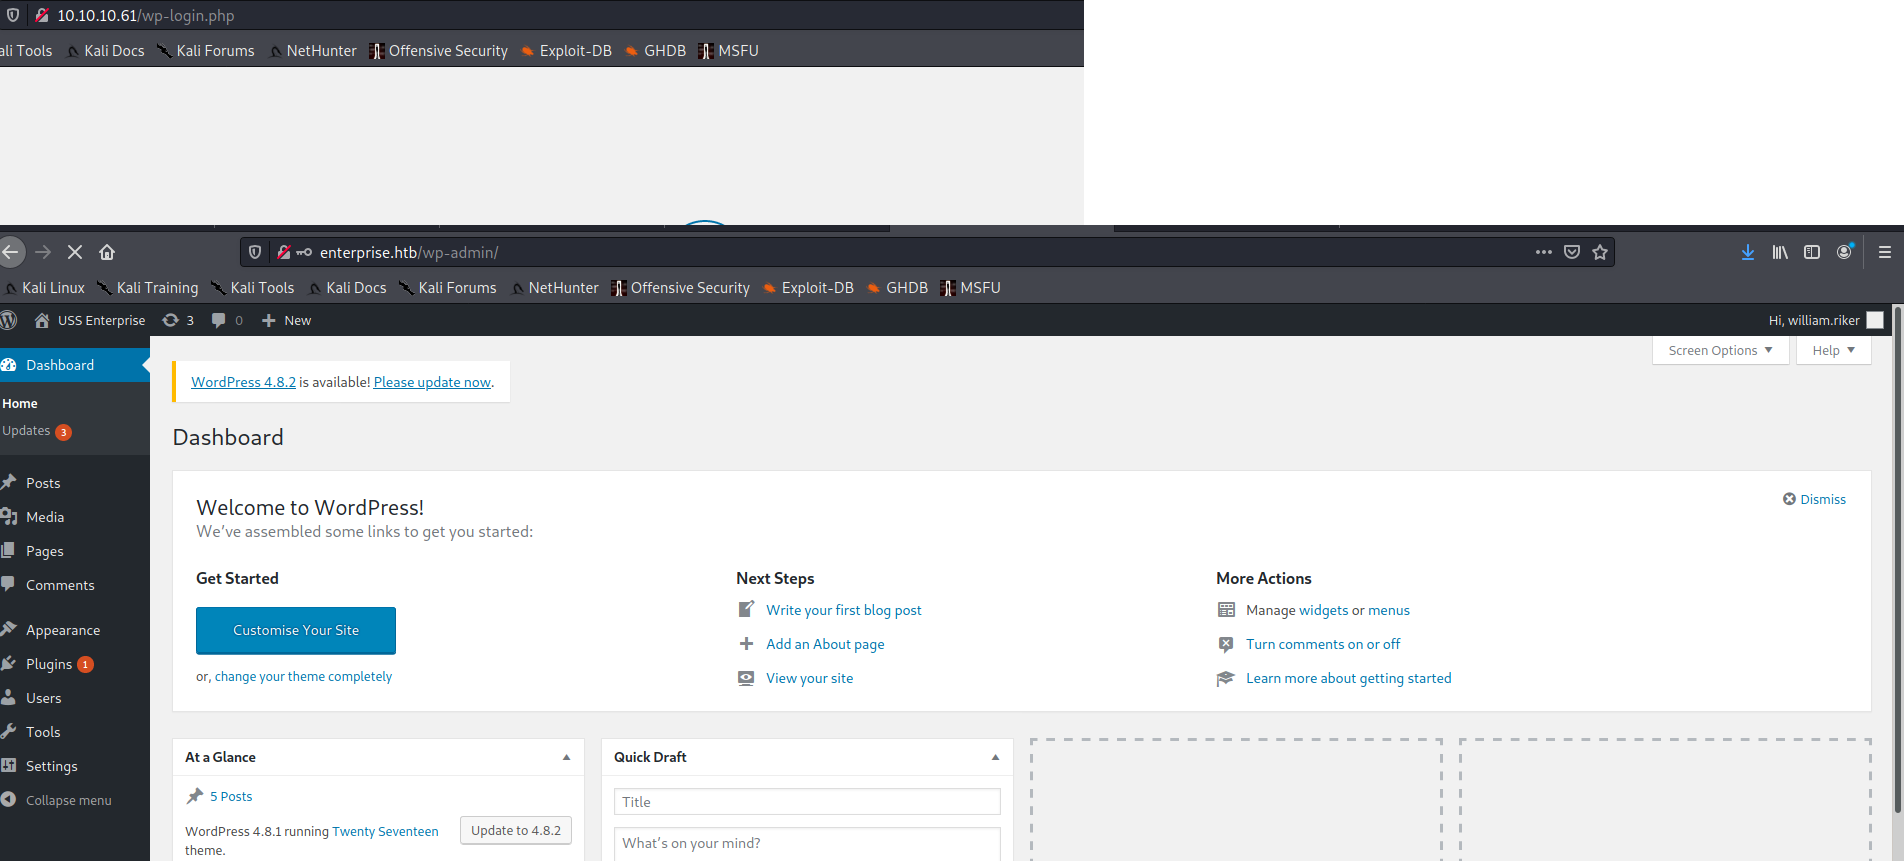 10.10.10.61/wp-login.php
ali Tools Kali Docs Kali Forums NetHunter Offensive Security Exploit-DB GHDB MSFU
enterprise.htb/wp-admin/
Kali Linux Kali Training Kali Tools Kali Docs Kali Forums NetHunter Offensive Security Exploit-DB GHDB MSFU
USS Enterprise 3 0 New Hi, william.riker
Dashboard
Home
Updates 3
Posts
Media
Pages
Comments
Appearance
Plugins 1
Users
Tools
Settings
Collapse menu
Screen Options Help
WordPress 4.8.2 is available! Please update now.
Dashboard
Welcome to WordPress!
We’ve assembled some links to get you started:
Dismiss
Get Started
Customise Your Site
or, change your theme completely
Next Steps
Write your first blog post
Add an About page
View your site
More Actions
Manage widgets or menus
Turn comments on or off
Learn more about getting started
At a Glance
5 Posts
WordPress 4.8.1 running Twenty Seventeen
theme.
Update to 4.8.2
Quick Draft
Title
What’s on your mind?